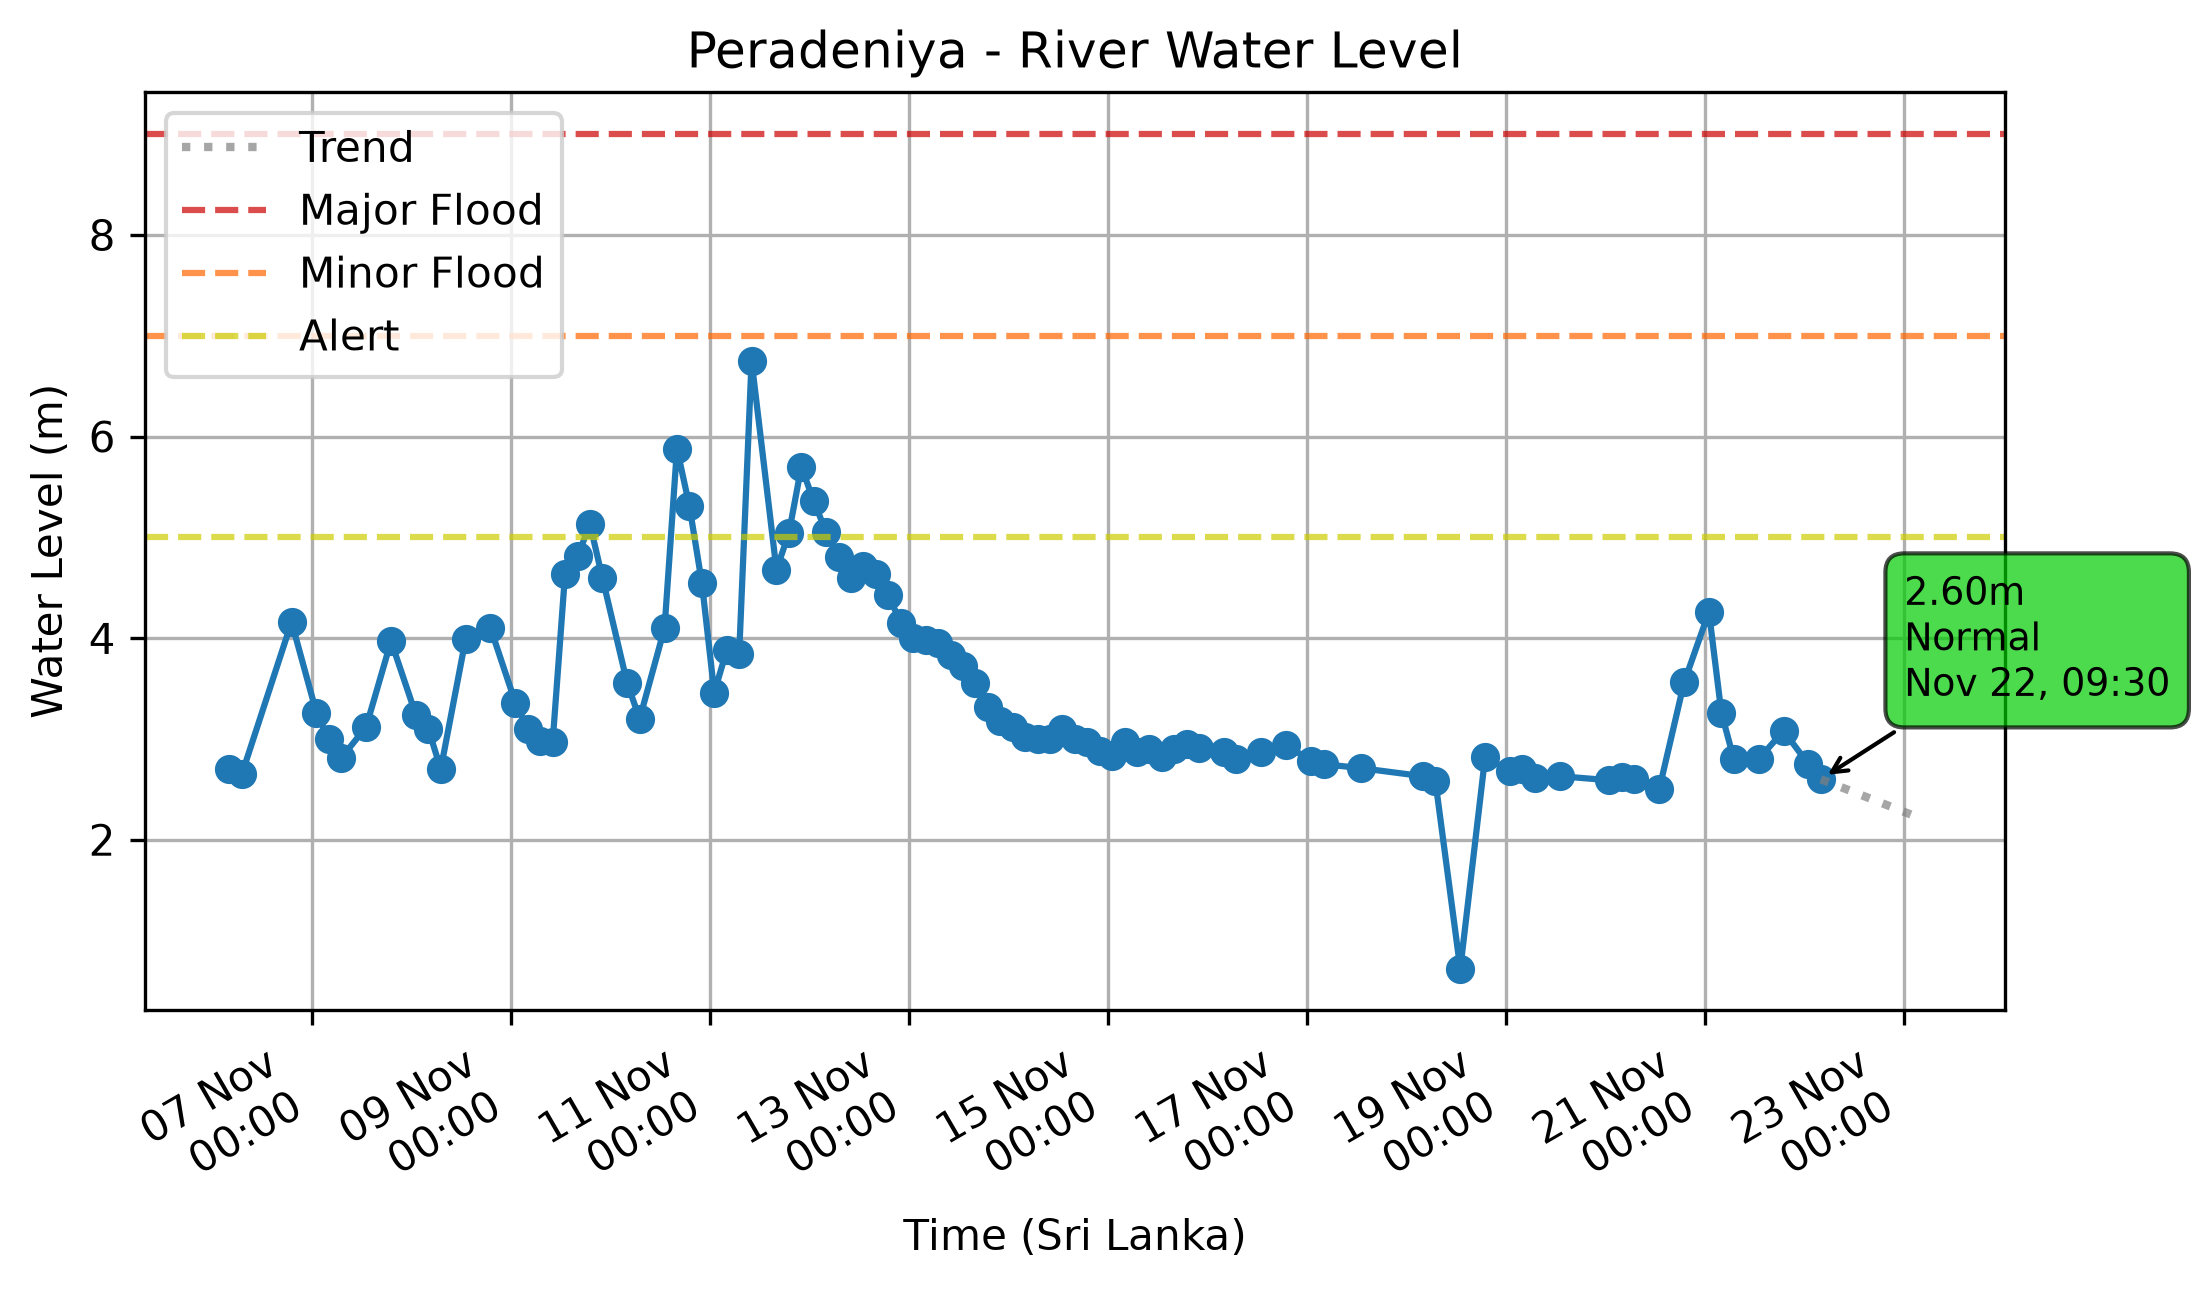 Peradeniya - River Water Level
Trend
Major Flood
Minor Flood
Alert
Water Level (m)
8
6
4
2
2.60m
Normal
Nov 22, 09:30
07 Nov
00:00
09 Nov
00:00
11 Nov
00:00
13 Nov
00:00
15 Nov
00:00
17 Nov
00:00
19 Nov
00:00
21 Nov
00:00
23 Nov
00:00
Time (Sri Lanka)